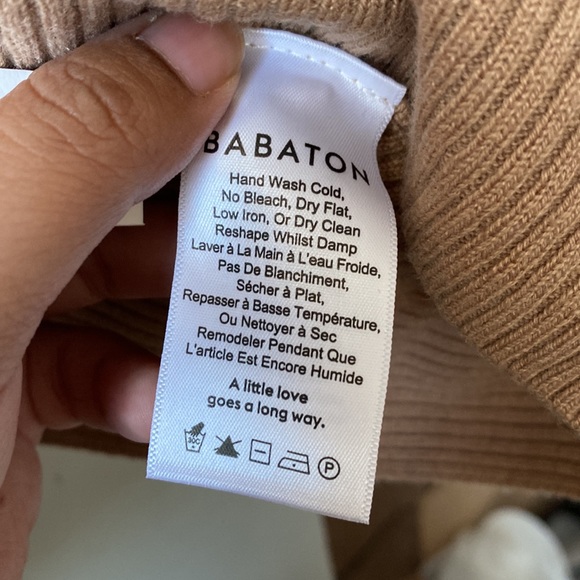 BABATON
Hand Wash Cold,
No Bleach, Dry Flat,
Low Iron, Or Dry Clean
Reshape Whilst Damp
Laver à La Main à L'eau Froide,
Pas De Blanchiment,
Sécher à Plat,
Repasser à Basse Température,
Ou Nettoyer à Sec
Remodeler Pendant Que
L'article Est Encore Humide
A little love
goes a long way.
30C P